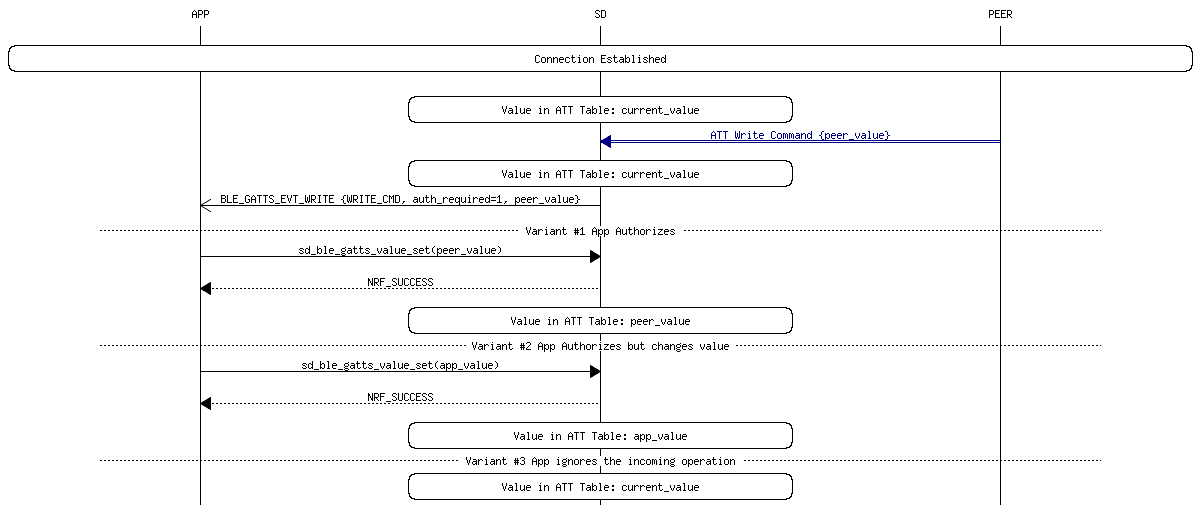 APP SD PEER
Connection Established
Value in ATT Table: current_value
ATT Write Command {peer_value}
Value in ATT Table: current_value
BLE_GATTS_EVT_WRITE {WRITE_CMD, auth_required=1, peer_value}
Variant #1 App Authorizes
sd_ble_gatts_value_set(peer_value)
NRF_SUCCESS
Value in ATT Table: peer_value
Variant #2 App Authorizes but changes value
sd_ble_gatts_value_set(app_value)
NRF_SUCCESS
Value in ATT Table: app_value
Variant #3 App ignores the incoming operation
Value in ATT Table: current_value